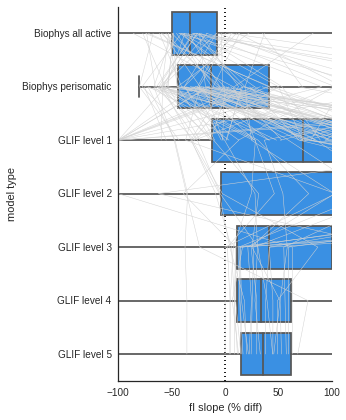 Biophys all active
Biophys perisomatic
GLIF level 1
GLIF level 2
GLIF level 3
GLIF level 4
GLIF level 5
model type
−100 −50 0 50 100
fI slope (% diff)